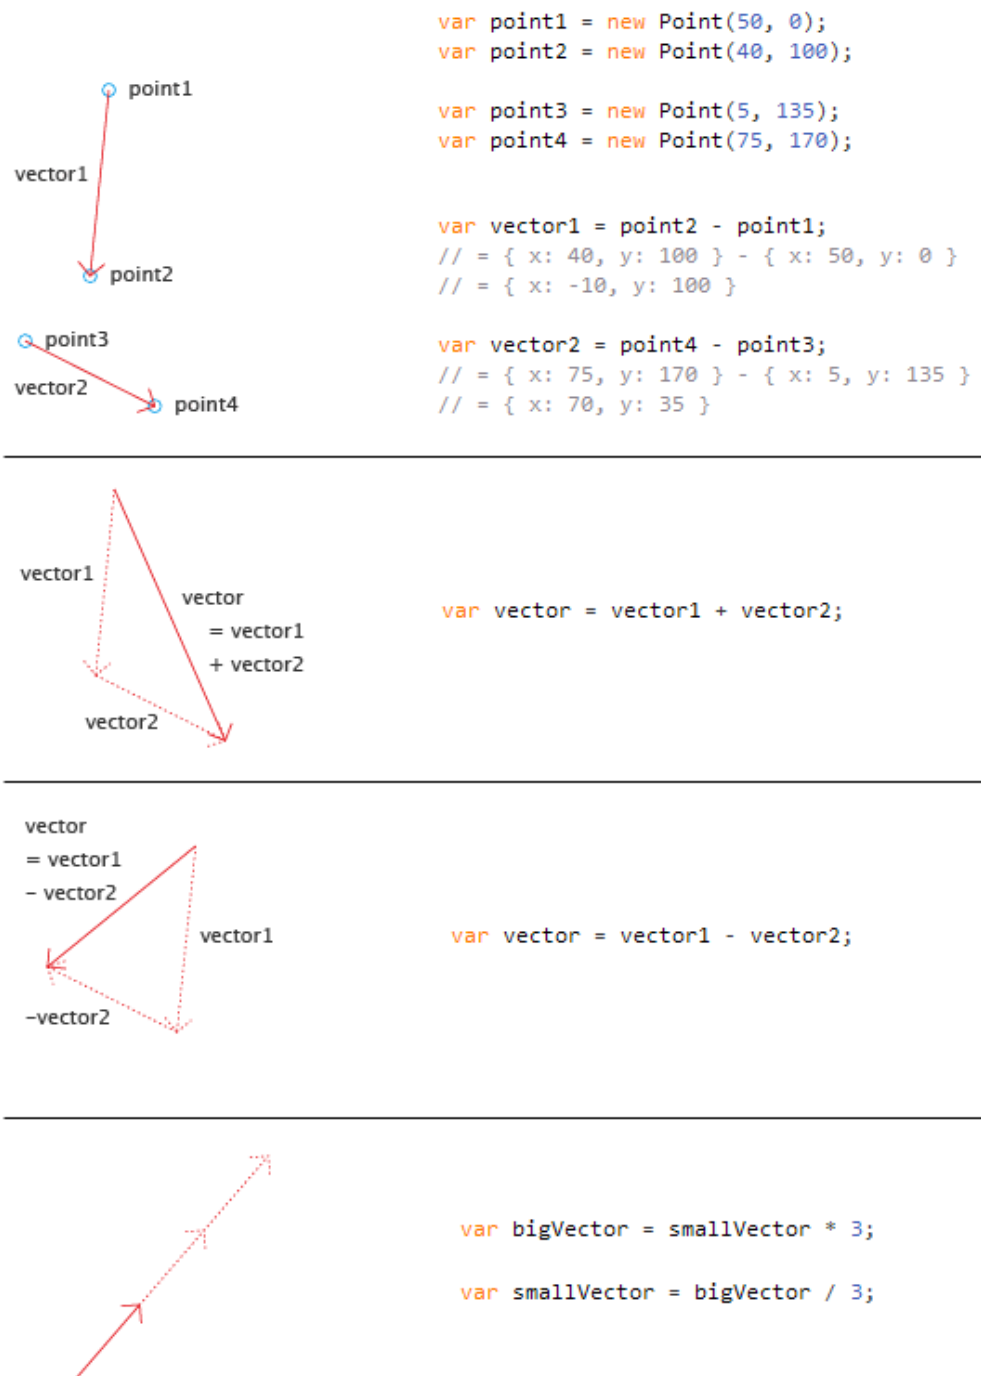 var point1 = new Point(50, 0);
var point2 = new Point(40, 100);
point1
var point3 = new Point(5, 135);
var point4 = new Point(75, 170);
vector1
var vector1 = point2 - point1;
// = { x: 40, y: 100 } - { x: 50, y: 0 }
point2
// = { x: -10, y: 100 }
point3
var vector2 = point4 - point3;
// = { x: 75, y: 170 } - { x: 5, y: 135 }
vector2
// = { x: 70, y: 35 }
point4
vector1
vector
= vector1
+ vector2
var vector = vector1 + vector2;
vector2
vector
= vector1
- vector2
vector1
var vector = vector1 - vector2;
-vector2
var bigVector = smallVector * 3;
var smallVector = bigVector / 3;